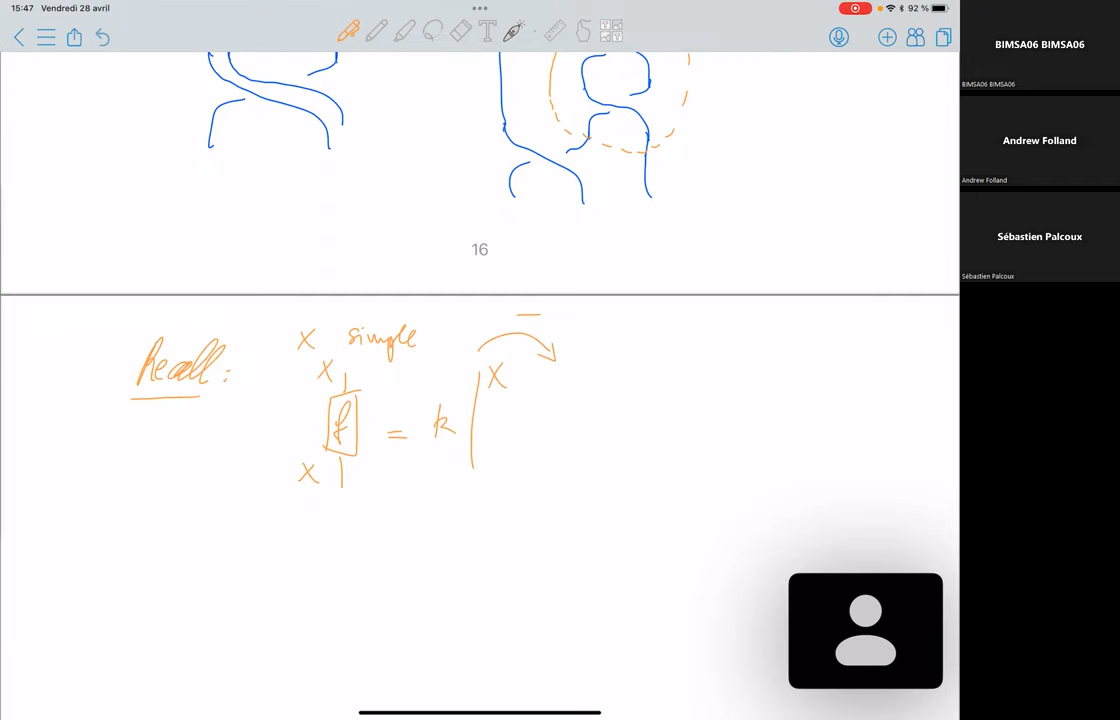 15:47 Vendredi 28 avril
92 %
16
Recall:
X simple
X
f = k X
X
BIMSA06 BIMSA06
BIMSA06 BIMSA06
Andrew Folland
Andrew Folland
Sébastien Palcoux
Sébastien Palcoux